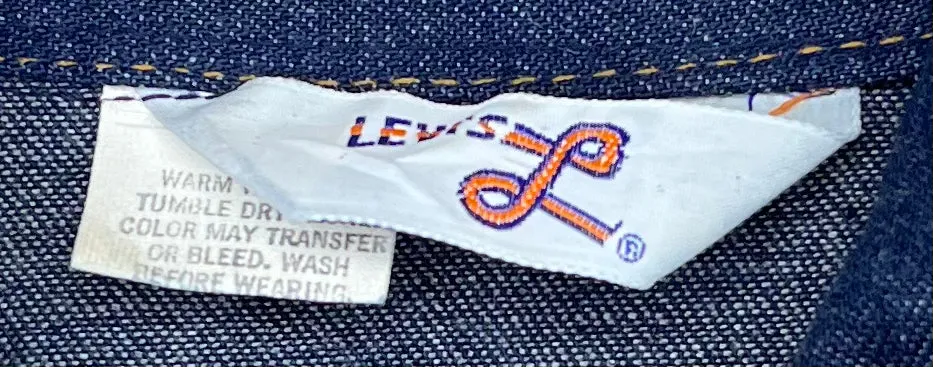 LEVI'S L ®
WARM
TUMBLE DRY
COLOR MAY TRANSFER
OR BLEED. WASH
BEFORE WEARING.